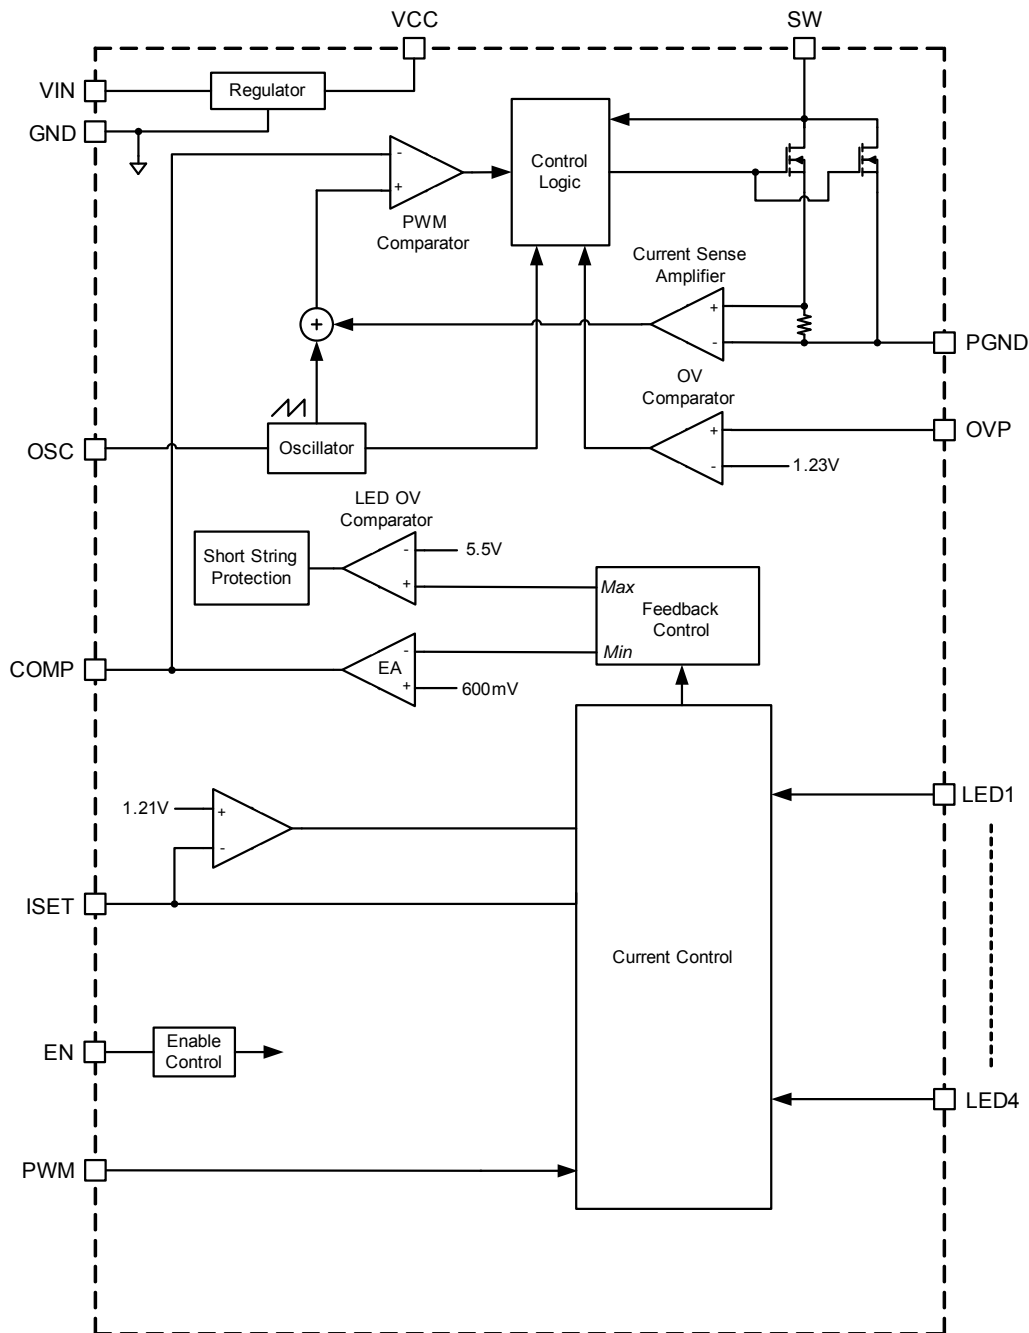 VCC
SW
VIN
Regulator
GND
-
+
PWM
Comparator
Control
Logic
Current Sense
Amplifier
+
-
+
PGND
OV
Comparator
+
-
1.23V
OVP
OSC
Oscillator
LED OV
Comparator
Short String
Protection
-
+
5.5V
Max
Feedback
Control
Min
COMP
EA
-
+
600mV
1.21V
+
-
LED1
ISET
Current Control
EN
Enable
Control
LED4
PWM